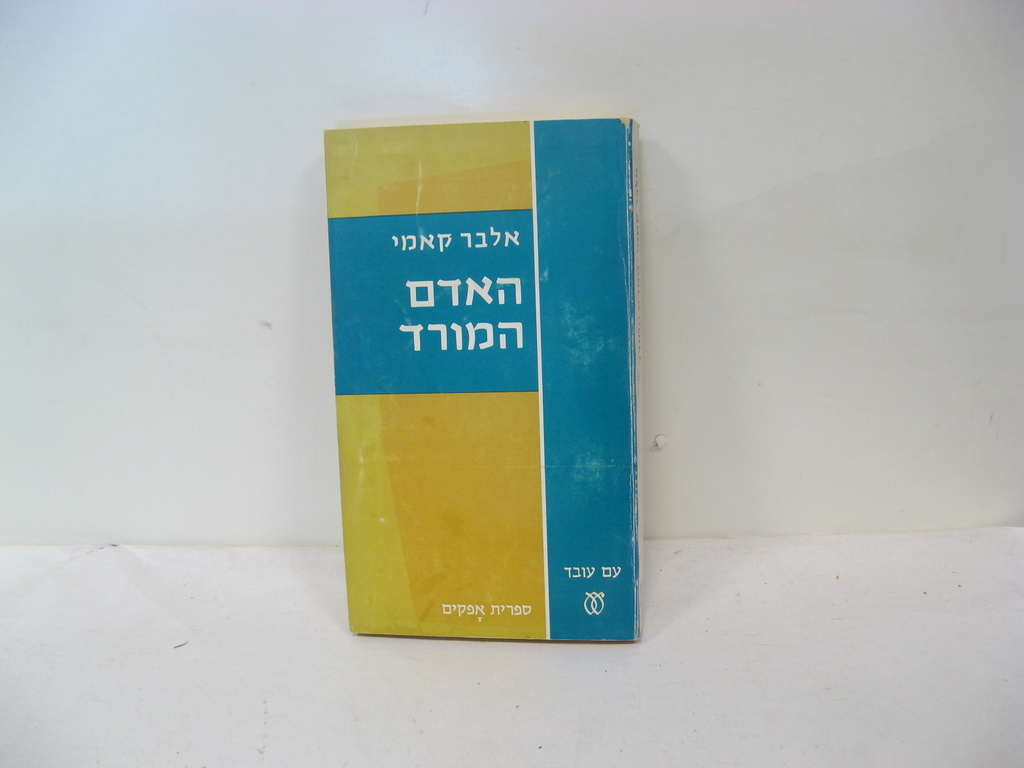 אלבר קאמי
האדם
המורד
עם עובד
ספרית אָפקים